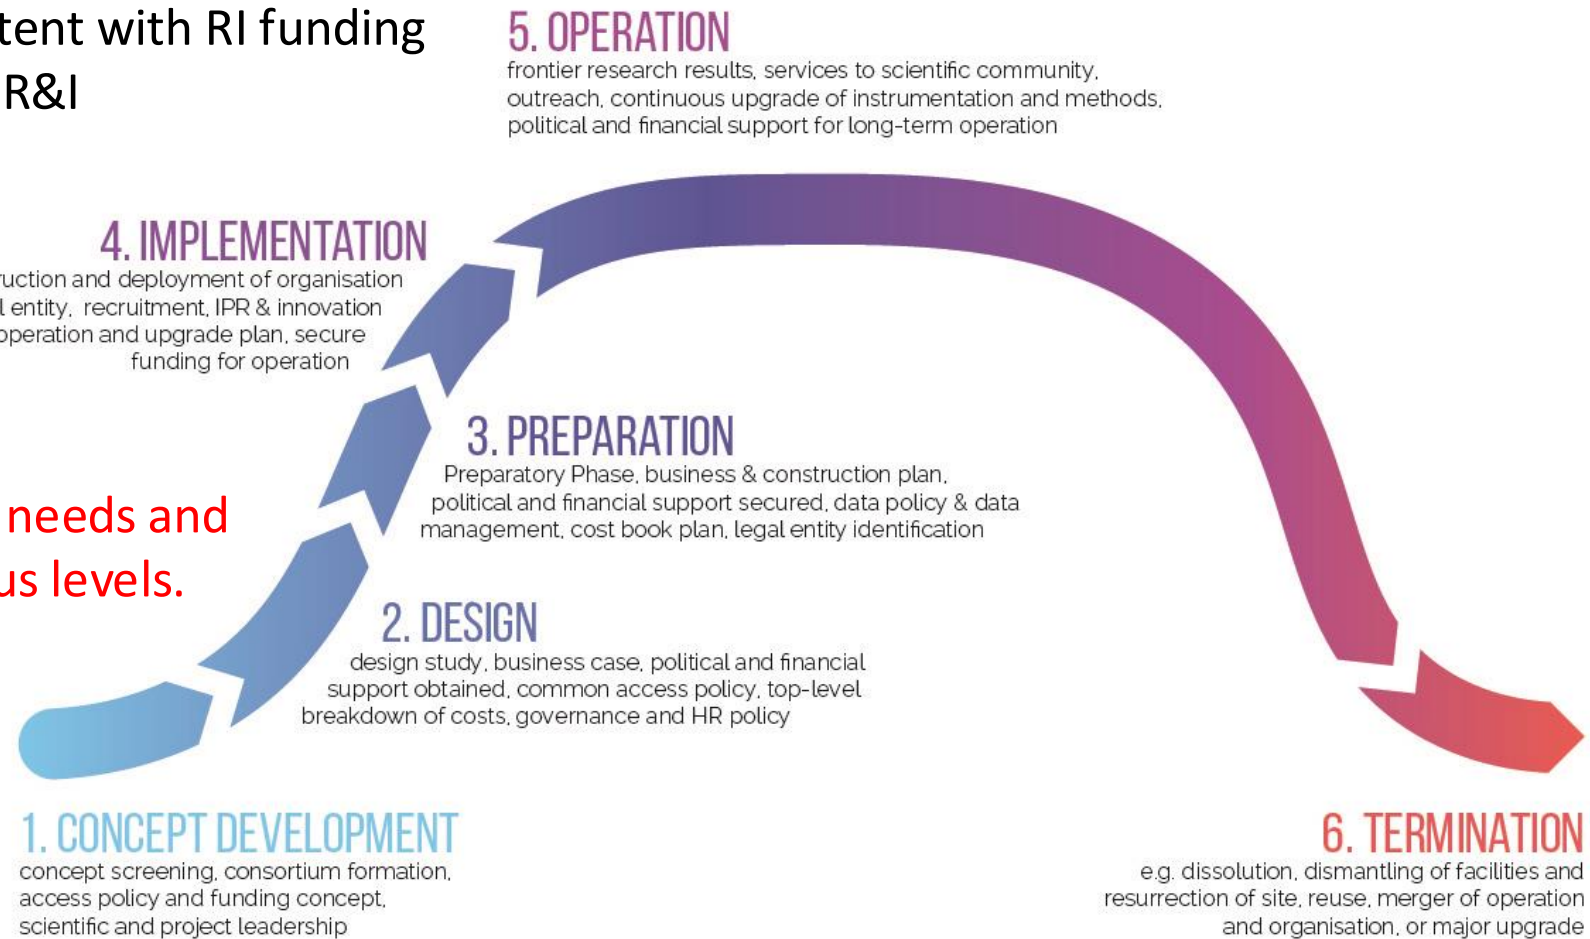 tent with RI funding
R&I
5. OPERATION
frontier research results, services to scientific community,
outreach, continuous upgrade of instrumentation and methods,
political and financial support for long-term operation
4. IMPLEMENTATION
ruction and deployment of organisation
l entity, recruitment, IPR & innovation
operation and upgrade plan, secure
funding for operation
3. PREPARATION
Preparatory Phase, business & construction plan,
political and financial support secured, data policy & data
management, cost book plan, legal entity identification
needs and
us levels.
2. DESIGN
design study, business case, political and financial
support obtained, common access policy, top-level
breakdown of costs, governance and HR policy
1. CONCEPT DEVELOPMENT
concept screening, consortium formation,
access policy and funding concept,
scientific and project leadership
6. TERMINATION
e.g. dissolution, dismantling of facilities and
resurrection of site, reuse, merger of operation
and organisation, or major upgrade